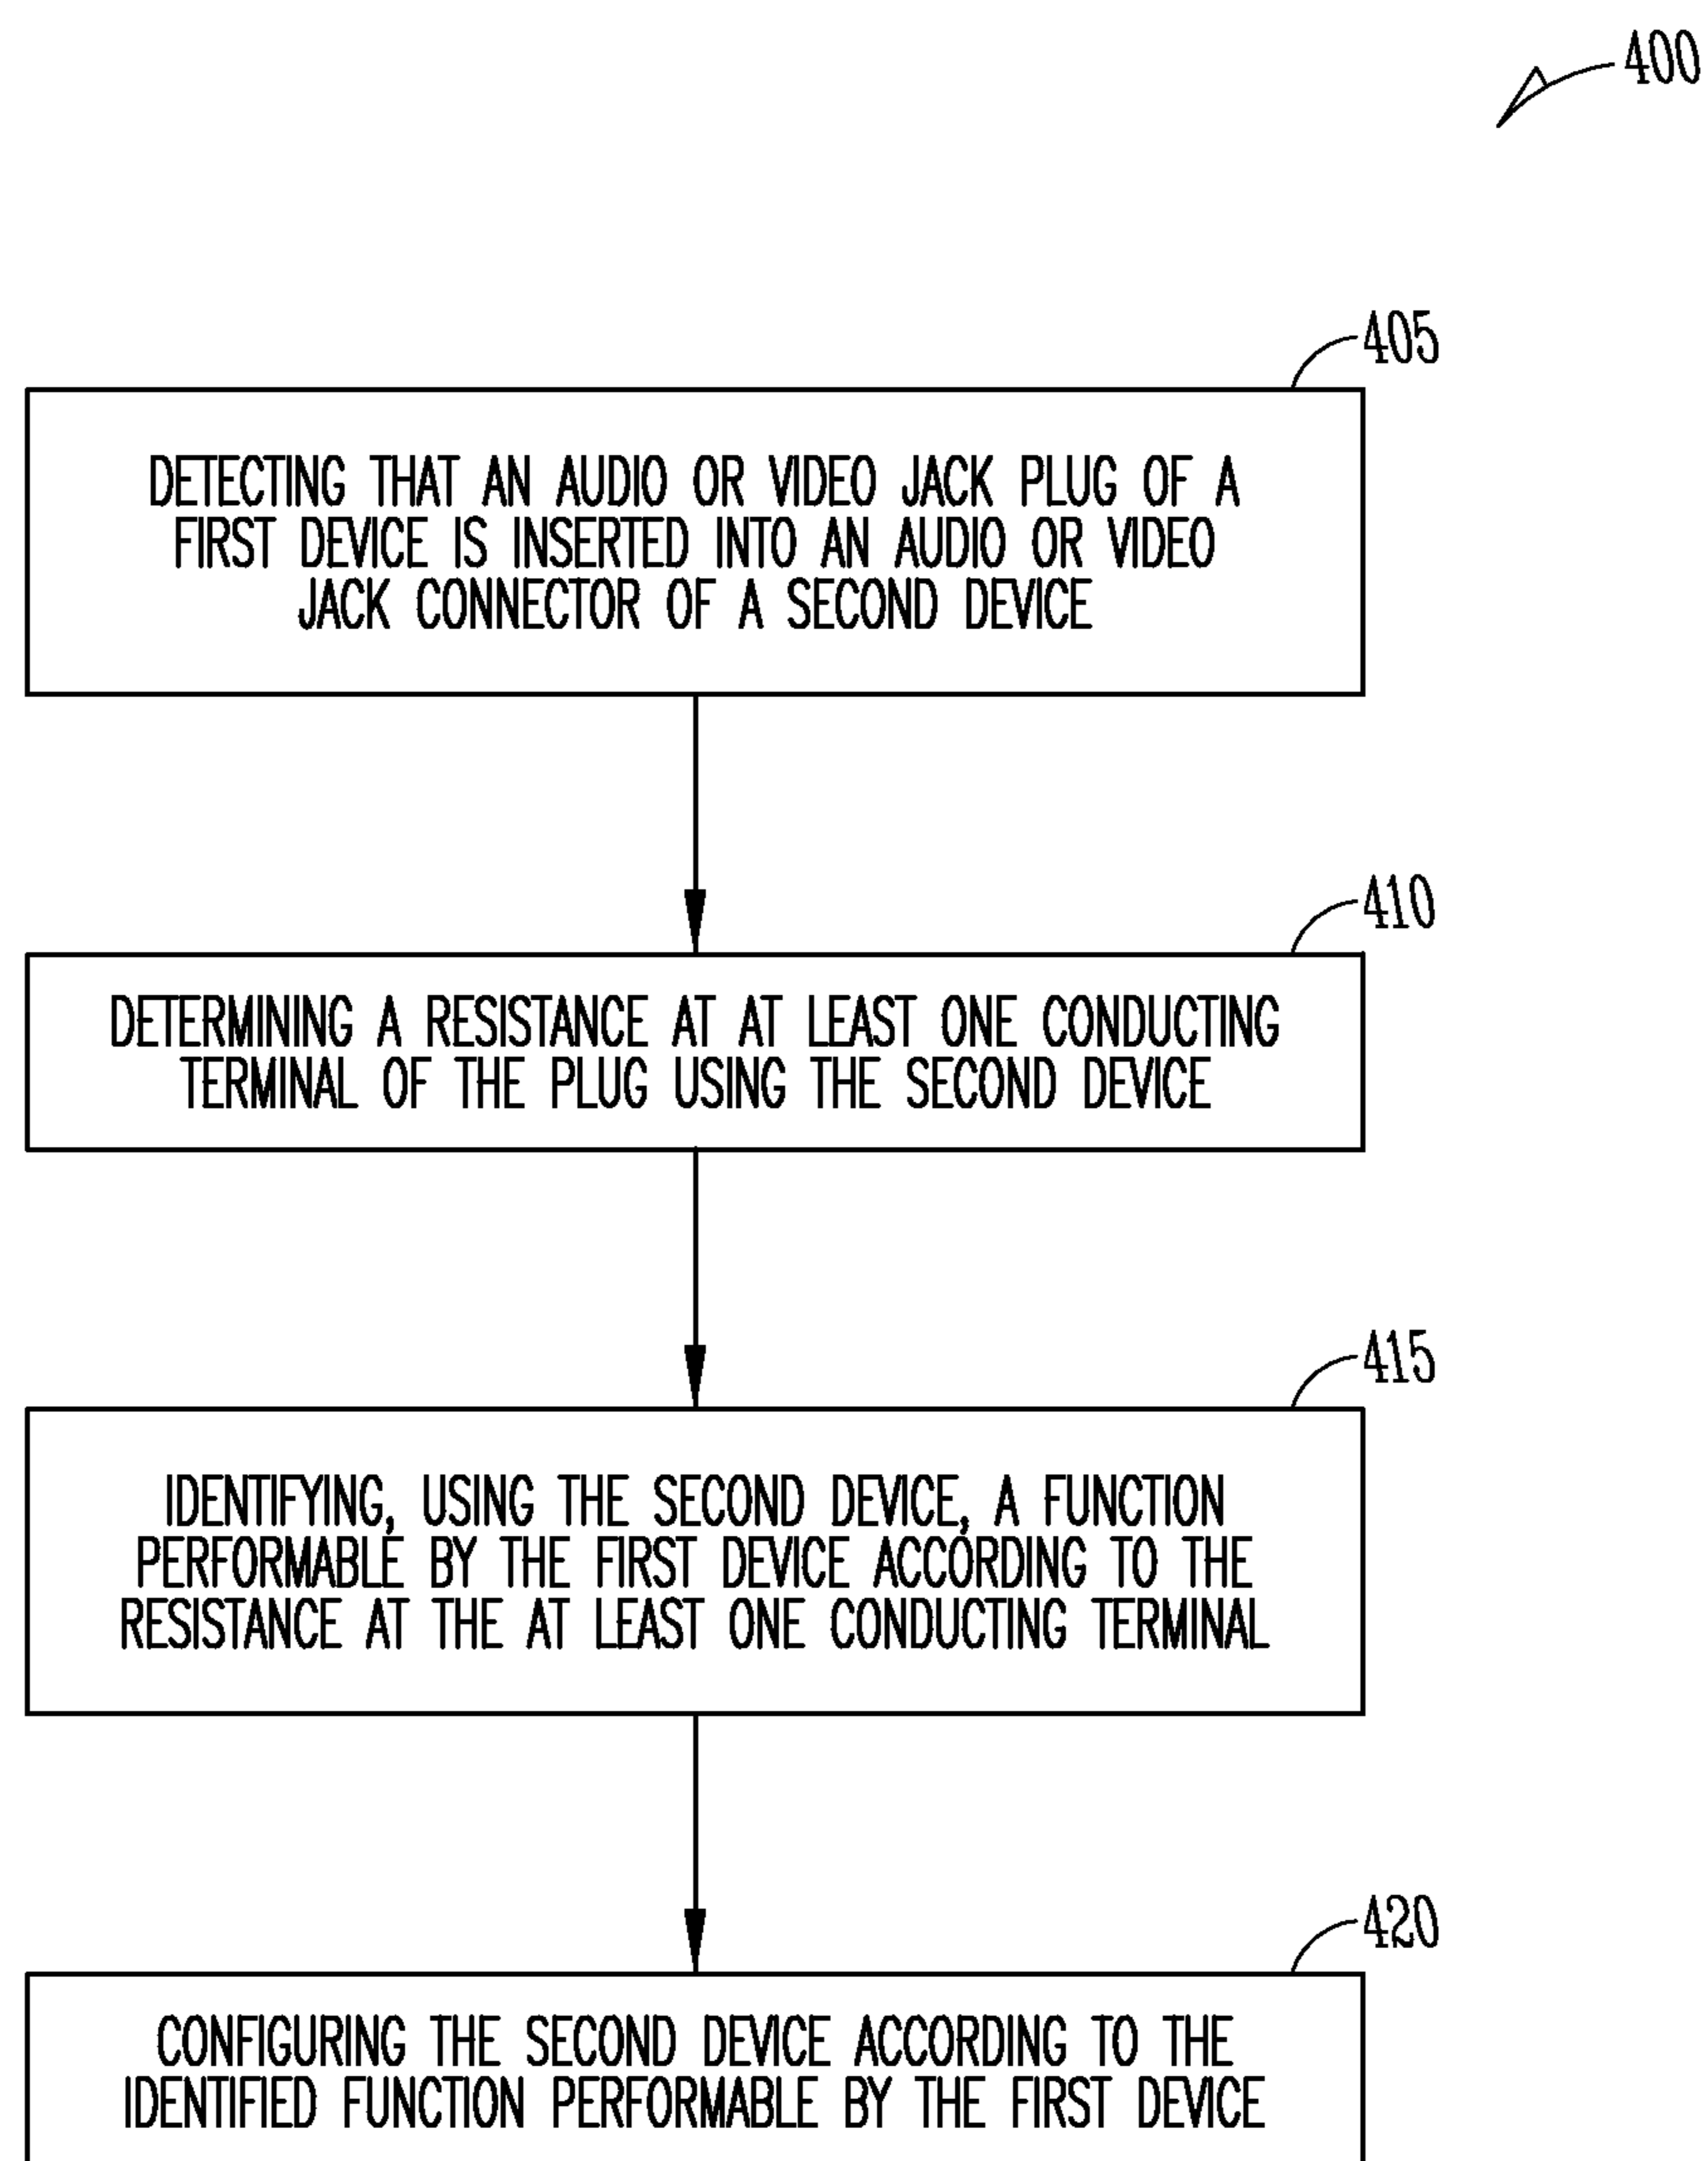 400
405
DETECTING THAT AN AUDIO OR VIDEO JACK PLUG OF A
FIRST DEVICE IS INSERTED INTO AN AUDIO OR VIDEO
JACK CONNECTOR OF A SECOND DEVICE
410
DETERMINING A RESISTANCE AT AT LEAST ONE CONDUCTING
TERMINAL OF THE PLUG USING THE SECOND DEVICE
415
IDENTIFYING, USING THE SECOND DEVICE, A FUNCTION
PERFORMABLE BY THE FIRST DEVICE ACCORDING TO THE
RESISTANCE AT THE AT LEAST ONE CONDUCTING TERMINAL
420
CONFIGURING THE SECOND DEVICE ACCORDING TO THE
IDENTIFIED FUNCTION PERFORMABLE BY THE FIRST DEVICE